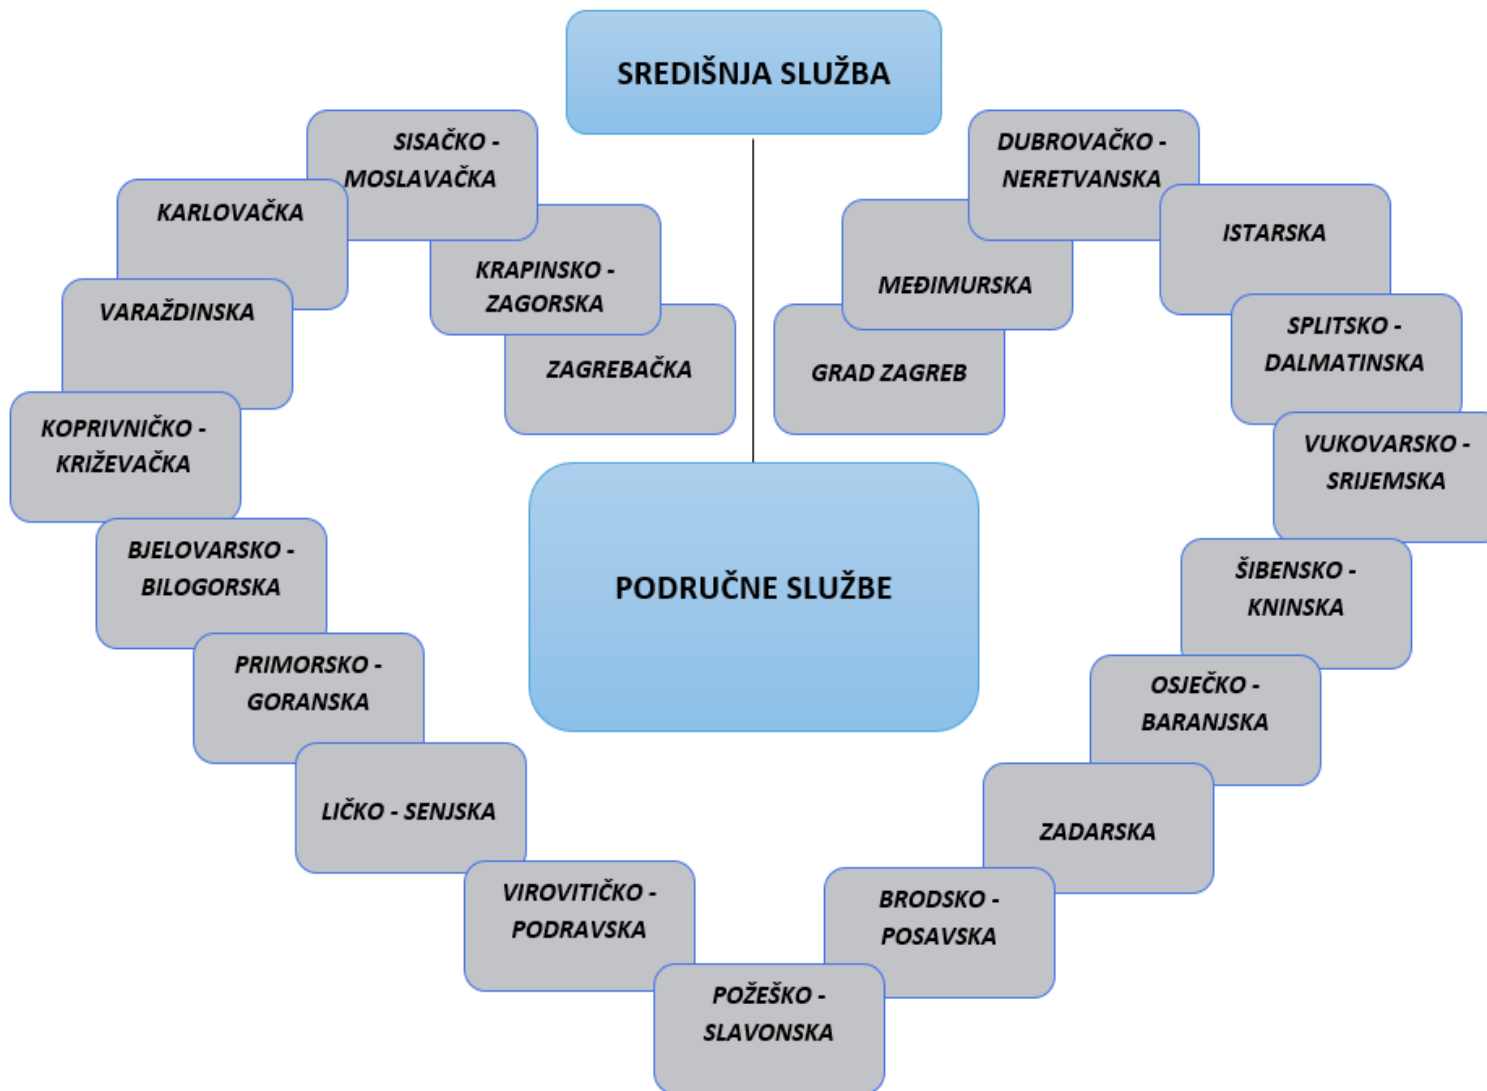 SREDIŠNJA SLUŽBA
SISAČKO -
MOSLAVAČKA
KARLOVAČKA
VARAŽDINSKA
KOPRIVNIČKO -
KRIŽEVAČKA
BJELOVARSKO -
BILOGORSKA
PRIMORSKO -
GORANSKA
LIČKO - SENJSKA
VIROVITIČKO -
PODRAVSKA
POŽEŠKO -
SLAVONSKA
KRAPINSKO -
ZAGORSKA
ZAGREBAČKA
DUBROVAČKO -
NERETVANSKA
MEĐIMURSKA
GRAD ZAGREB
ISTARSKA
SPLITSKO -
DALMATINSKA
VUKOVARSKO -
SRIJEMSKA
ŠIBENSKO -
KNINSKA
OSJEČKO -
BARANJSKA
ZADARSKA
BRODSKO -
POSAVSKA
PODRUČNE SLUŽBE